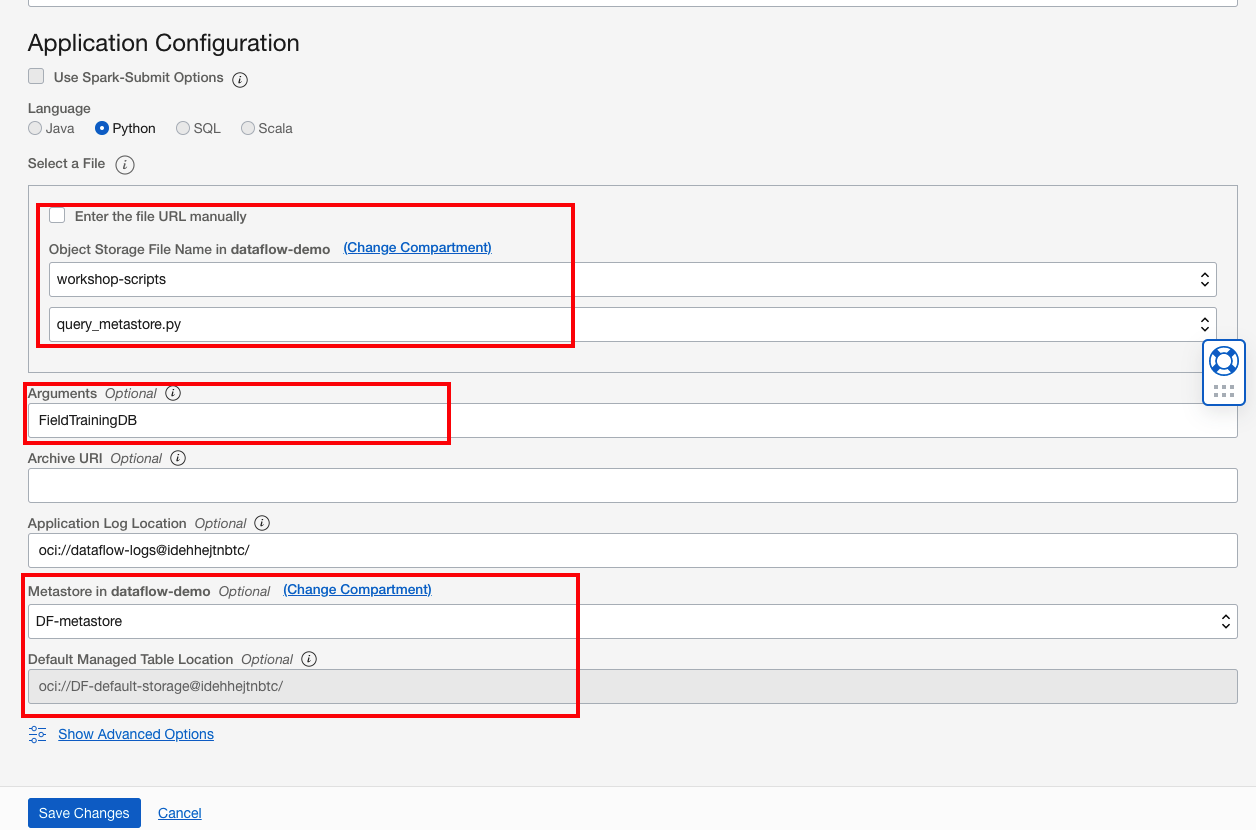 Application Configuration
Use Spark-Submit Options i
Language
Java Python SQL Scala
Select a File i
Enter the file URL manually
Object Storage File Name in dataflow-demo (Change Compartment)
workshop-scripts
query_metastore.py
Arguments Optional i
FieldTrainingDB
Archive URI Optional i
Application Log Location Optional i
oci://dataflow-logs@idehhejtnbtc/
Metastore in dataflow-demo Optional (Change Compartment)
DF-metastore
Default Managed Table Location Optional i
oci://DF-default-storage@idehhejtnbtc/
Show Advanced Options
Save Changes Cancel